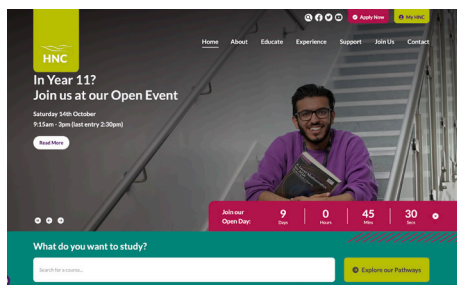 Apply Now
My HNC
HNC
Home About Educate Experience Support Join Us Contact
In Year 11?
Join us at our Open Event
Saturday 14th October
9:15am - 3pm (last entry 2:30pm)
Read More
Join our
Open Day:
9
Days
0
Hours
45
Mins
30
Secs
What do you want to study?
Search for a course...
Explore our Pathways